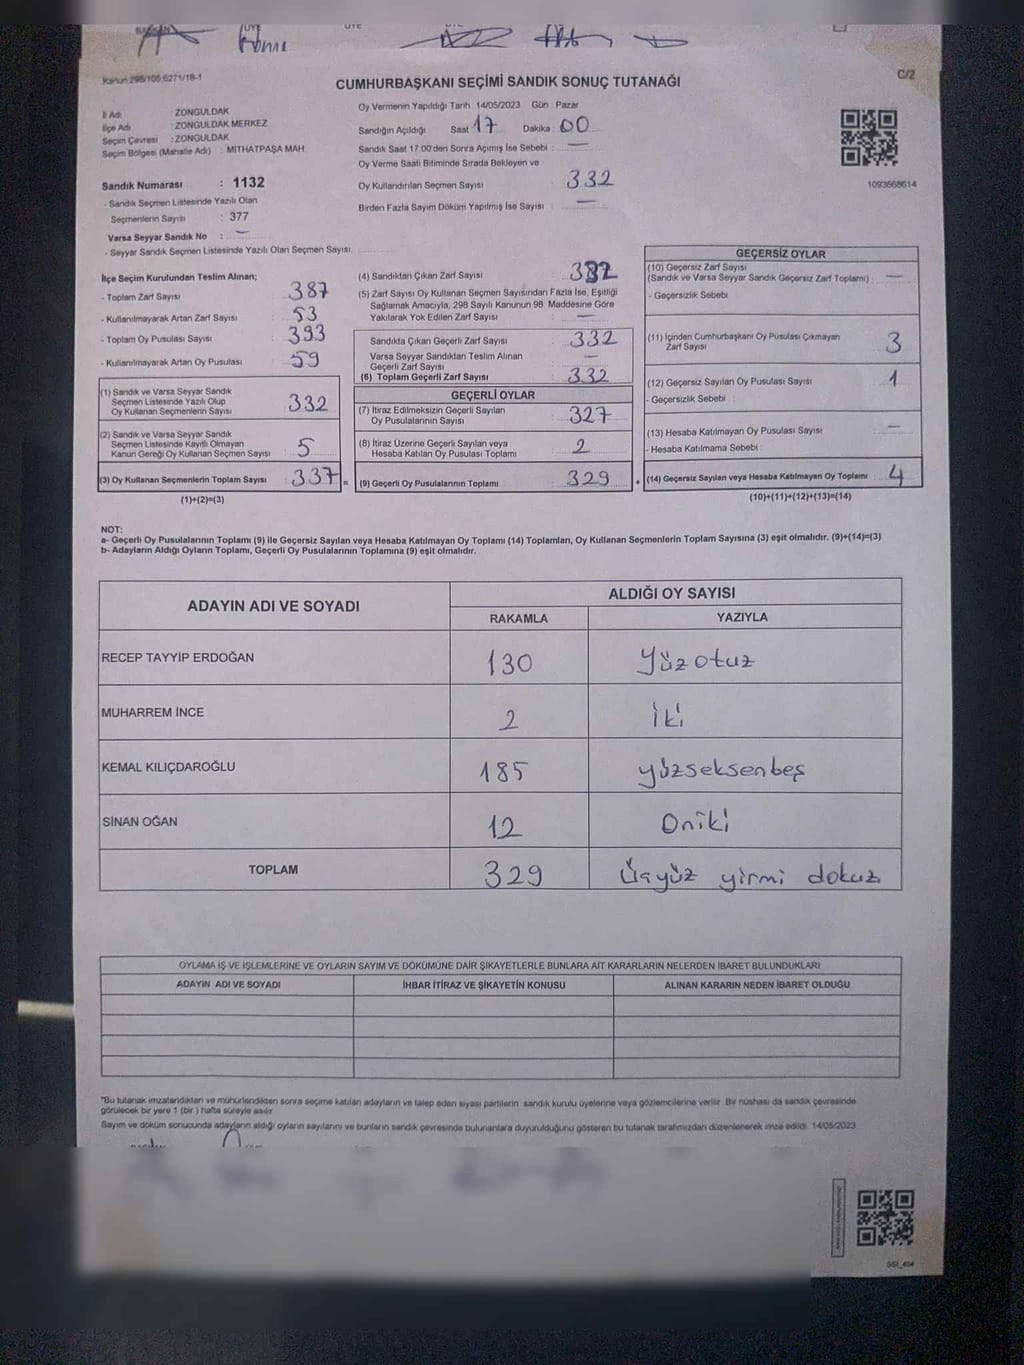 ÜYE
Kanun 298/105:6271/18-1
CUMHURBAŞKANI SEÇİMİ SANDIK SONUÇ TUTANAĞI
C/2
İl Adı : ZONGULDAK
İlçe Adı : ZONGULDAK MERKEZ
Seçim Çevresi : ZONGULDAK
Seçim Bölgesi (Mahalle Adı) : MİTHATPAŞA MAH
Oy Vermenin Yapıldığı Tarih : 14/05/2023 Gün : Pazar
Sandığın Açıldığı Saat 17 Dakika : 00
Sandık Saat 17:00'den Sonra Açımış İse Sebebi : —
Oy Verme Saati Bitiminde Sırada Bekleyen ve
Oy Kullandırılan Seçmen Sayısı : 332
Birden Fazla Sayım Döküm Yapılmış İse Sayısı : —
1093668614
Sandık Numarası : 1132
- Sandık Seçmen Listesinde Yazılı Olan
Seçmenlerin Sayısı : 377
Varsa Seyyar Sandık No : —
- Seyyar Sandık Seçmen Listesinde Yazılı Olan Seçmen Sayısı :
İlçe Seçim Kurulundan Teslim Alınan;
- Toplam Zarf Sayısı : 387
- Kullanılmayarak Artan Zarf Sayısı : 53
- Toplam Oy Pusulası Sayısı : 393
- Kullanılmayarak Artan Oy Pusulası : 59
(1) Sandık ve Varsa Seyyar Sandık
Seçmen Listesinde Yazılı Olup
Oy Kullanan Seçmenlerin Sayısı : 332
(2) Sandık ve Varsa Seyyar Sandık
Seçmen Listesinde Kayıtlı Olmayan
Kanun Gereği Oy Kullanan Seçmen Sayısı : 5
(3) Oy Kullanan Seçmenlerin Toplam Sayısı : 337 =
(1)+(2)=(3)
(4) Sandıktan Çıkan Zarf Sayısı : 332
(5) Zarf Sayısı Oy Kullanan Seçmen Sayısından Fazla İse, Eşitliği
Sağlamak Amacıyla, 298 Sayılı Kanunun 98. Maddesine Göre
Yakılarak Yok Edilen Zarf Sayısı : —
Sandıkta Çıkan Geçerli Zarf Sayısı : 332
Varsa Seyyar Sandıktan Teslim Alınan
Geçerli Zarf Sayısı : —
(6) Toplam Geçerli Zarf Sayısı : 332
GEÇERLİ OYLAR
(7) İtiraz Edilmeksizin Geçerli Sayılan
Oy Pusulalarının Sayısı : 327
(8) İtiraz Üzerine Geçerli Sayılan veya
Hesaba Katılan Oy Pusulası Toplamı : 2
(9) Geçerli Oy Pusulalarının Toplamı : 329 +
GEÇERSİZ OYLAR
(10) Geçersiz Zarf Sayısı
(Sandık ve Varsa Seyyar Sandık Geçersiz Zarf Toplamı) : —
- Geçersizlik Sebebi
(11) İçinden Cumhurbaşkanı Oy Pusulası Çıkmayan
Zarf Sayısı : 3
(12) Geçersiz Sayılan Oy Pusulası Sayısı : 1
- Geçersizlik Sebebi :
(13) Hesaba Katılmayan Oy Pusulası Sayısı : —
- Hesaba Katılmama Sebebi :
(14) Geçersiz Sayılan veya Hesaba Katılmayan Oy Toplamı : 4
(10)+(11)+(12)+(13)=(14)
NOT:
a- Geçerli Oy Pusulalarının Toplamı (9) ile Geçersiz Sayılan veya Hesaba Katılmayan Oy Toplamı (14) Toplamları, Oy Kullanan Seçmenlerin Toplam Sayısına (3) eşit olmalıdır. (9)+(14)=(3)
b- Adayların Aldığı Oyların Toplamı, Geçerli Oy Pusulalarının Toplamına (9) eşit olmalıdır.
ADAYIN ADI VE SOYADI
ALDIĞI OY SAYISI
RAKAMLA YAZIYLA
RECEP TAYYİP ERDOĞAN 130 yüzotuz
MUHARREM İNCE 2 iki
KEMAL KILIÇDAROĞLU 185 yüzseksenbeş
SİNAN OĞAN 12 Oniki
TOPLAM 329 Üçyüz yirmi dokuz
OYLAMA İŞ VE İŞLEMLERİNE VE OYLARIN SAYIM VE DÖKÜMÜNE DAİR ŞİKAYETLERLE BUNLARA AİT KARARLARIN NELERDEN İBARET BULUNDUKLARI
ADAYIN ADI VE SOYADI İHBAR İTİRAZ VE ŞİKAYETİN KONUSU ALINAN KARARIN NEDEN İBARET OLDUĞU
*Bu tutanak imzalandıktan ve mühürlendikten sonra seçime katılan adayların ve talep eden siyasi partilerin sandık kurulu üyelerine veya gözlemcilerine verilir. Bir nüshası da sandık çevresinde
görülecek bir yere 1 (bir ) hafta süreyle asılır
Sayım ve döküm sonucunda adayların aldığı oyların sayılarını ve bunların sandık çevresinde bulunanlara duyurulduğunu gösteren bu tutanak tarafımızdan düzenlenerek imza edildi. 14/05/2023